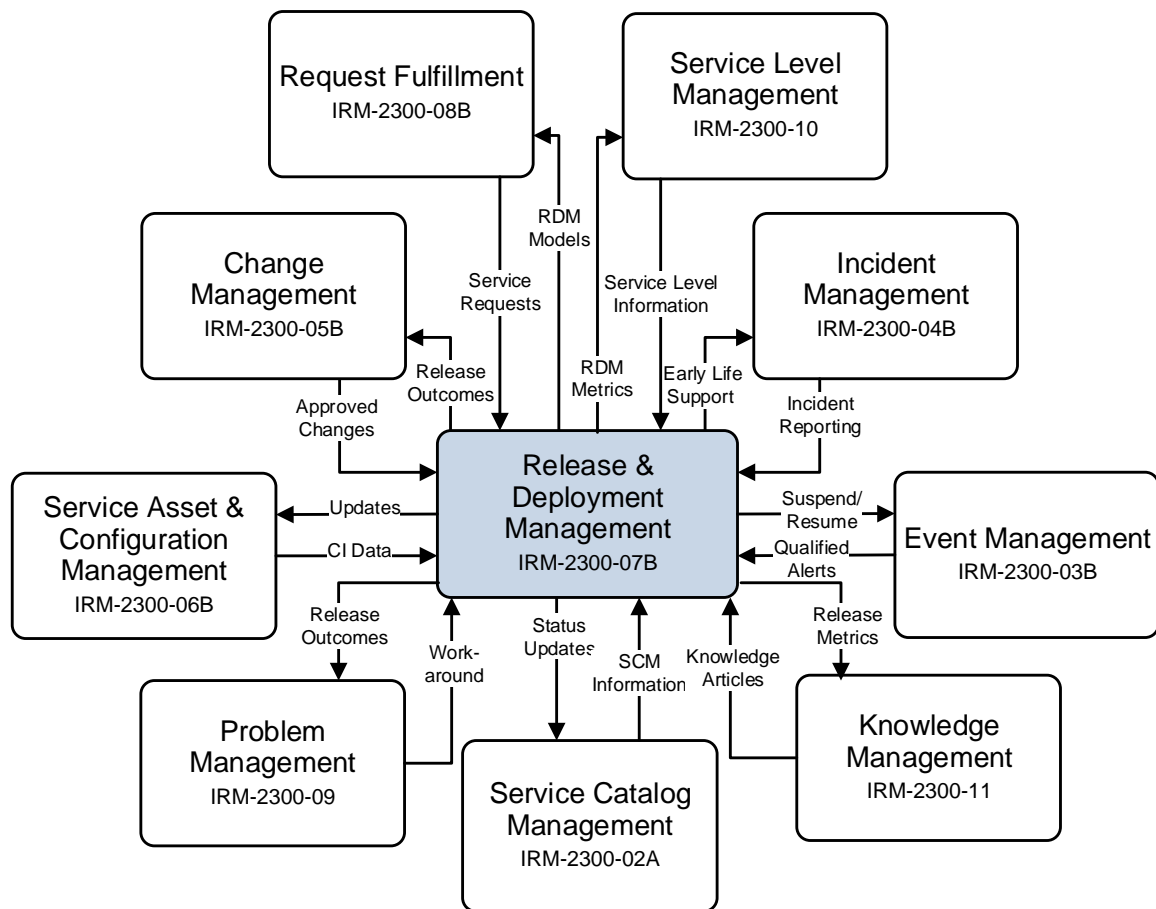 Request Fulfillment
IRM-2300-08B
Service Level
Management
IRM-2300-10
RDM
Models
Change
Management
IRM-2300-05B
Service
Requests
Service Level
Information
Incident
Management
IRM-2300-04B
Release
Outcomes
RDM
Metrics
Early Life
Support
Approved
Changes
Incident
Reporting
Release &
Deployment
Management
IRM-2300-07B
Service Asset &
Configuration
Management
IRM-2300-06B
Updates
CI Data
Suspend/
Resume
Qualified
Alerts
Event Management
IRM-2300-03B
Release
Outcomes
Work-
around
Status
Updates
SCM
Information
Knowledge
Articles
Release
Metrics
Problem
Management
IRM-2300-09
Service Catalog
Management
IRM-2300-02A
Knowledge
Management
IRM-2300-11